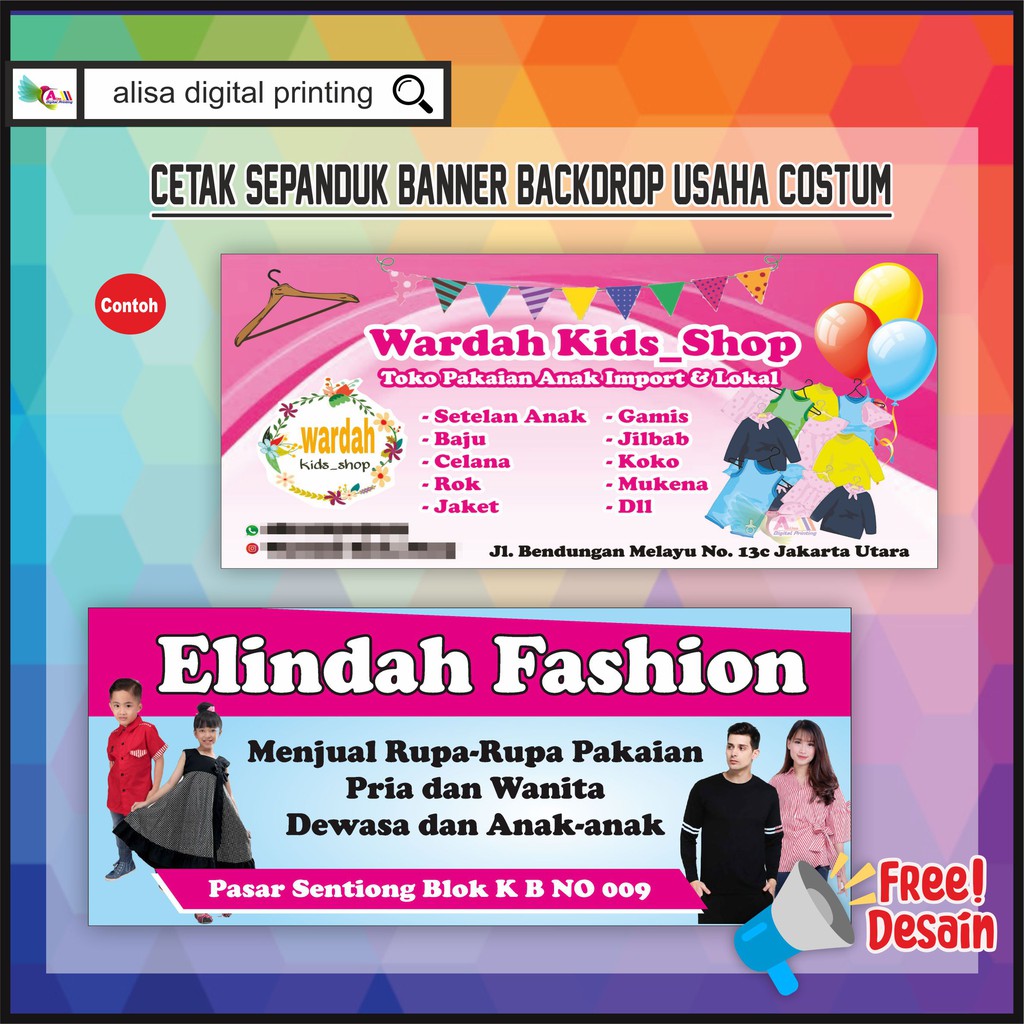 alisa digital printing
CETAK SEPANDUK BANNER BACKDROP USAHA COSTUM
Contoh
Wardah Kids_Shop
Toko Pakaian Anak Import & Lokal
wardah
kids_shop
- Setelan Anak
- Baju
- Celana
- Rok
- Jaket
- Gamis
- Jilbab
- Koko
- Mukena
- Dll
Jl. Bendungan Melayu No. 13c Jakarta Utara
Elindah Fashion
Menjual Rupa-Rupa Pakaian
Pria dan Wanita
Dewasa dan Anak-anak
Pasar Sentiong Blok K B NO 009
Free!
Desain